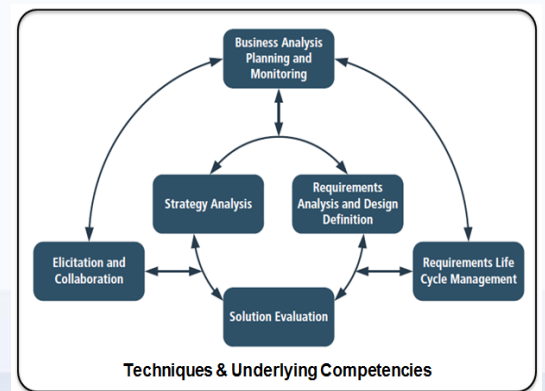 Business Analysis
Planning and
Monitoring
Strategy Analysis
Requirements
Analysis and Design
Definition
Elicitation and
Collaboration
Requirements Life
Cycle Management
Solution Evaluation
Techniques & Underlying Competencies